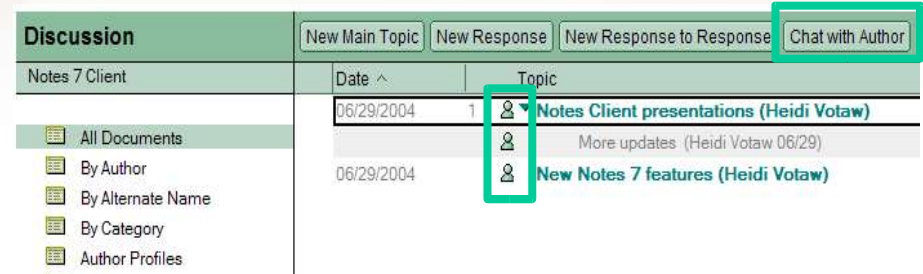 Discussion
New Main Topic New Response New Response to Response Chat with Author
Notes 7 Client
Date ^ Topic
06/29/2004 1 Notes Client presentations (Heidi Votaw)
More updates (Heidi Votaw 06/29)
06/29/2004 New Notes 7 features (Heidi Votaw)
All Documents
By Author
By Alternate Name
By Category
Author Profiles